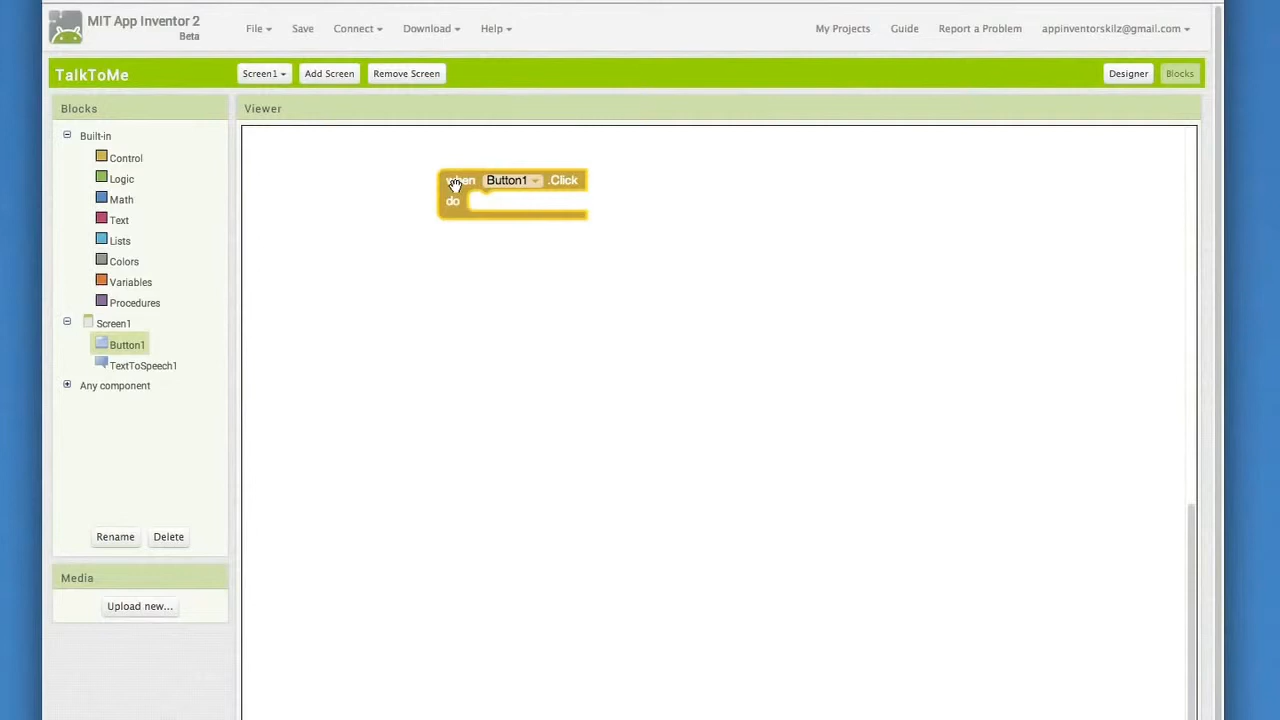 MIT App Inventor 2
Beta
File Save Connect Download Help My Projects Guide Report a Problem appinventorskilz@gmail.com
TalkToMe Screen1 Add Screen Remove Screen Designer Blocks
Blocks
Viewer
Built-in
Control
Logic
Math
Text
Lists
Colors
Variables
Procedures
Screen1
Button1
TextToSpeech1
Any component
Rename Delete
Media
Upload new...
when Button1 .Click
do